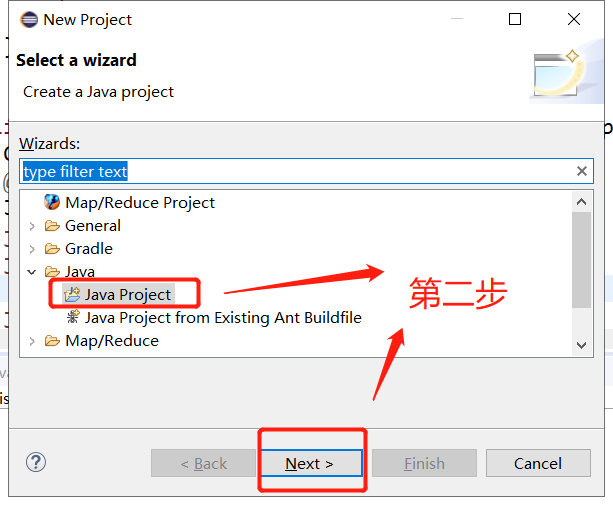 New Project
Select a wizard
Create a Java project
Wizards:
type filter text
Map/Reduce Project
General
Gradle
Java
Java Project
Java Project from Existing Ant Buildfile
Map/Reduce
第二步
< Back
Next >
Finish
Cancel